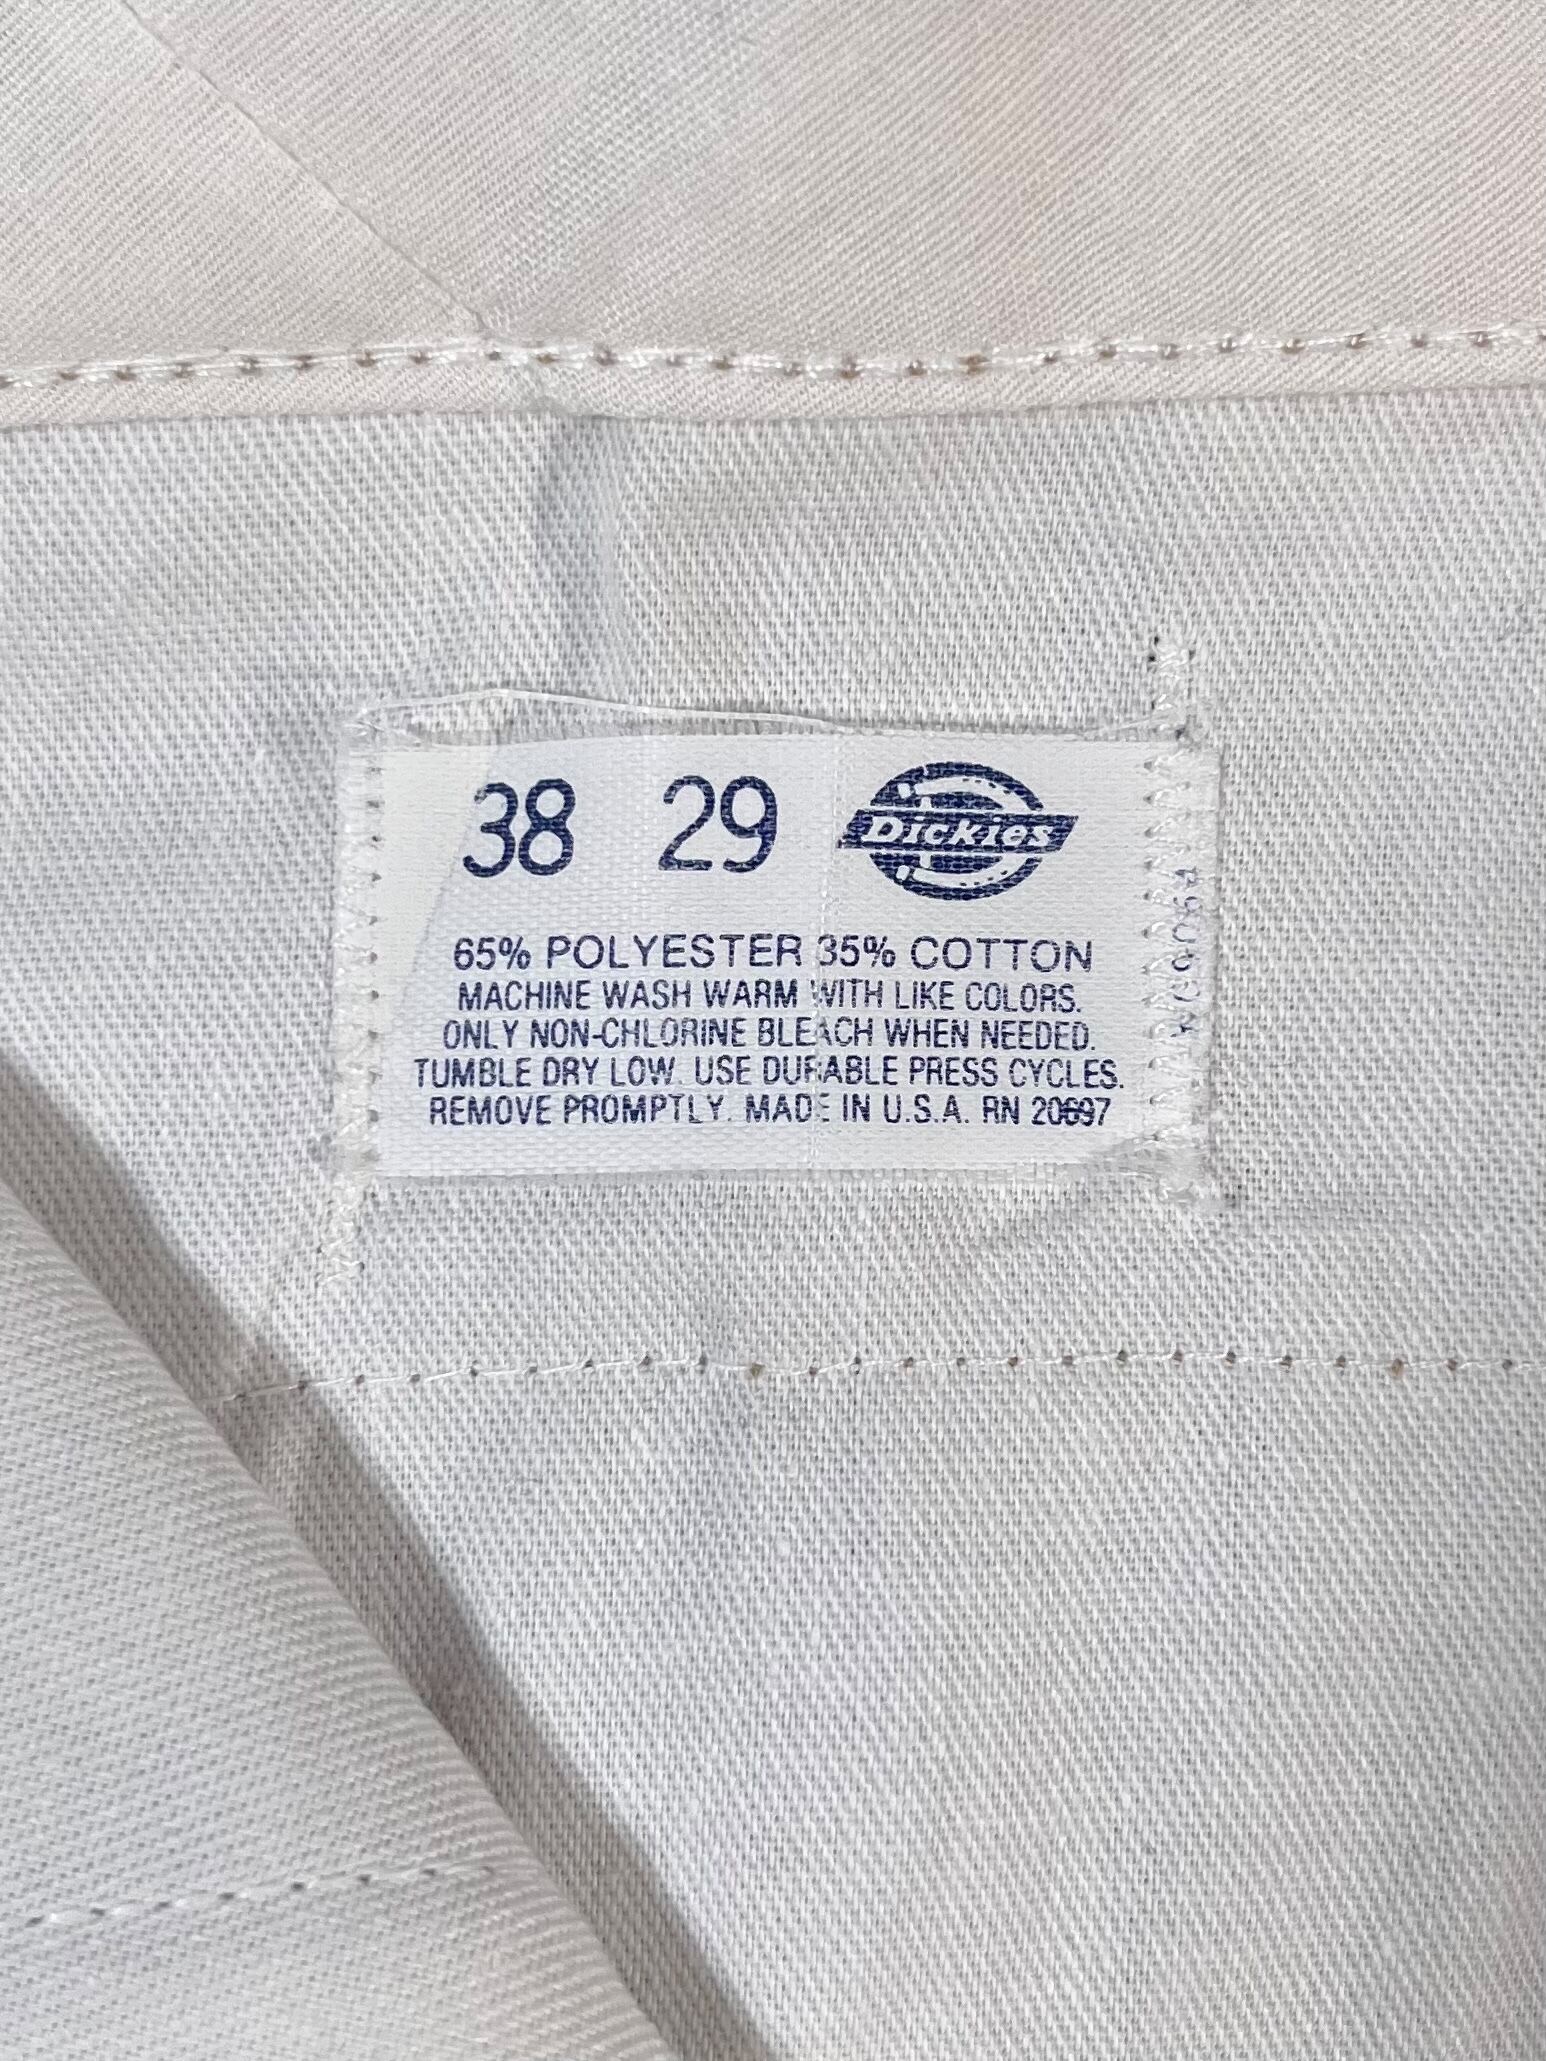 38 29 Dickies
65% POLYESTER 35% COTTON
MACHINE WASH WARM WITH LIKE COLORS.
ONLY NON-CHLORINE BLEACH WHEN NEEDED.
TUMBLE DRY LOW. USE DURABLE PRESS CYCLES.
REMOVE PROMPTLY. MADE IN U.S.A. RN 20697